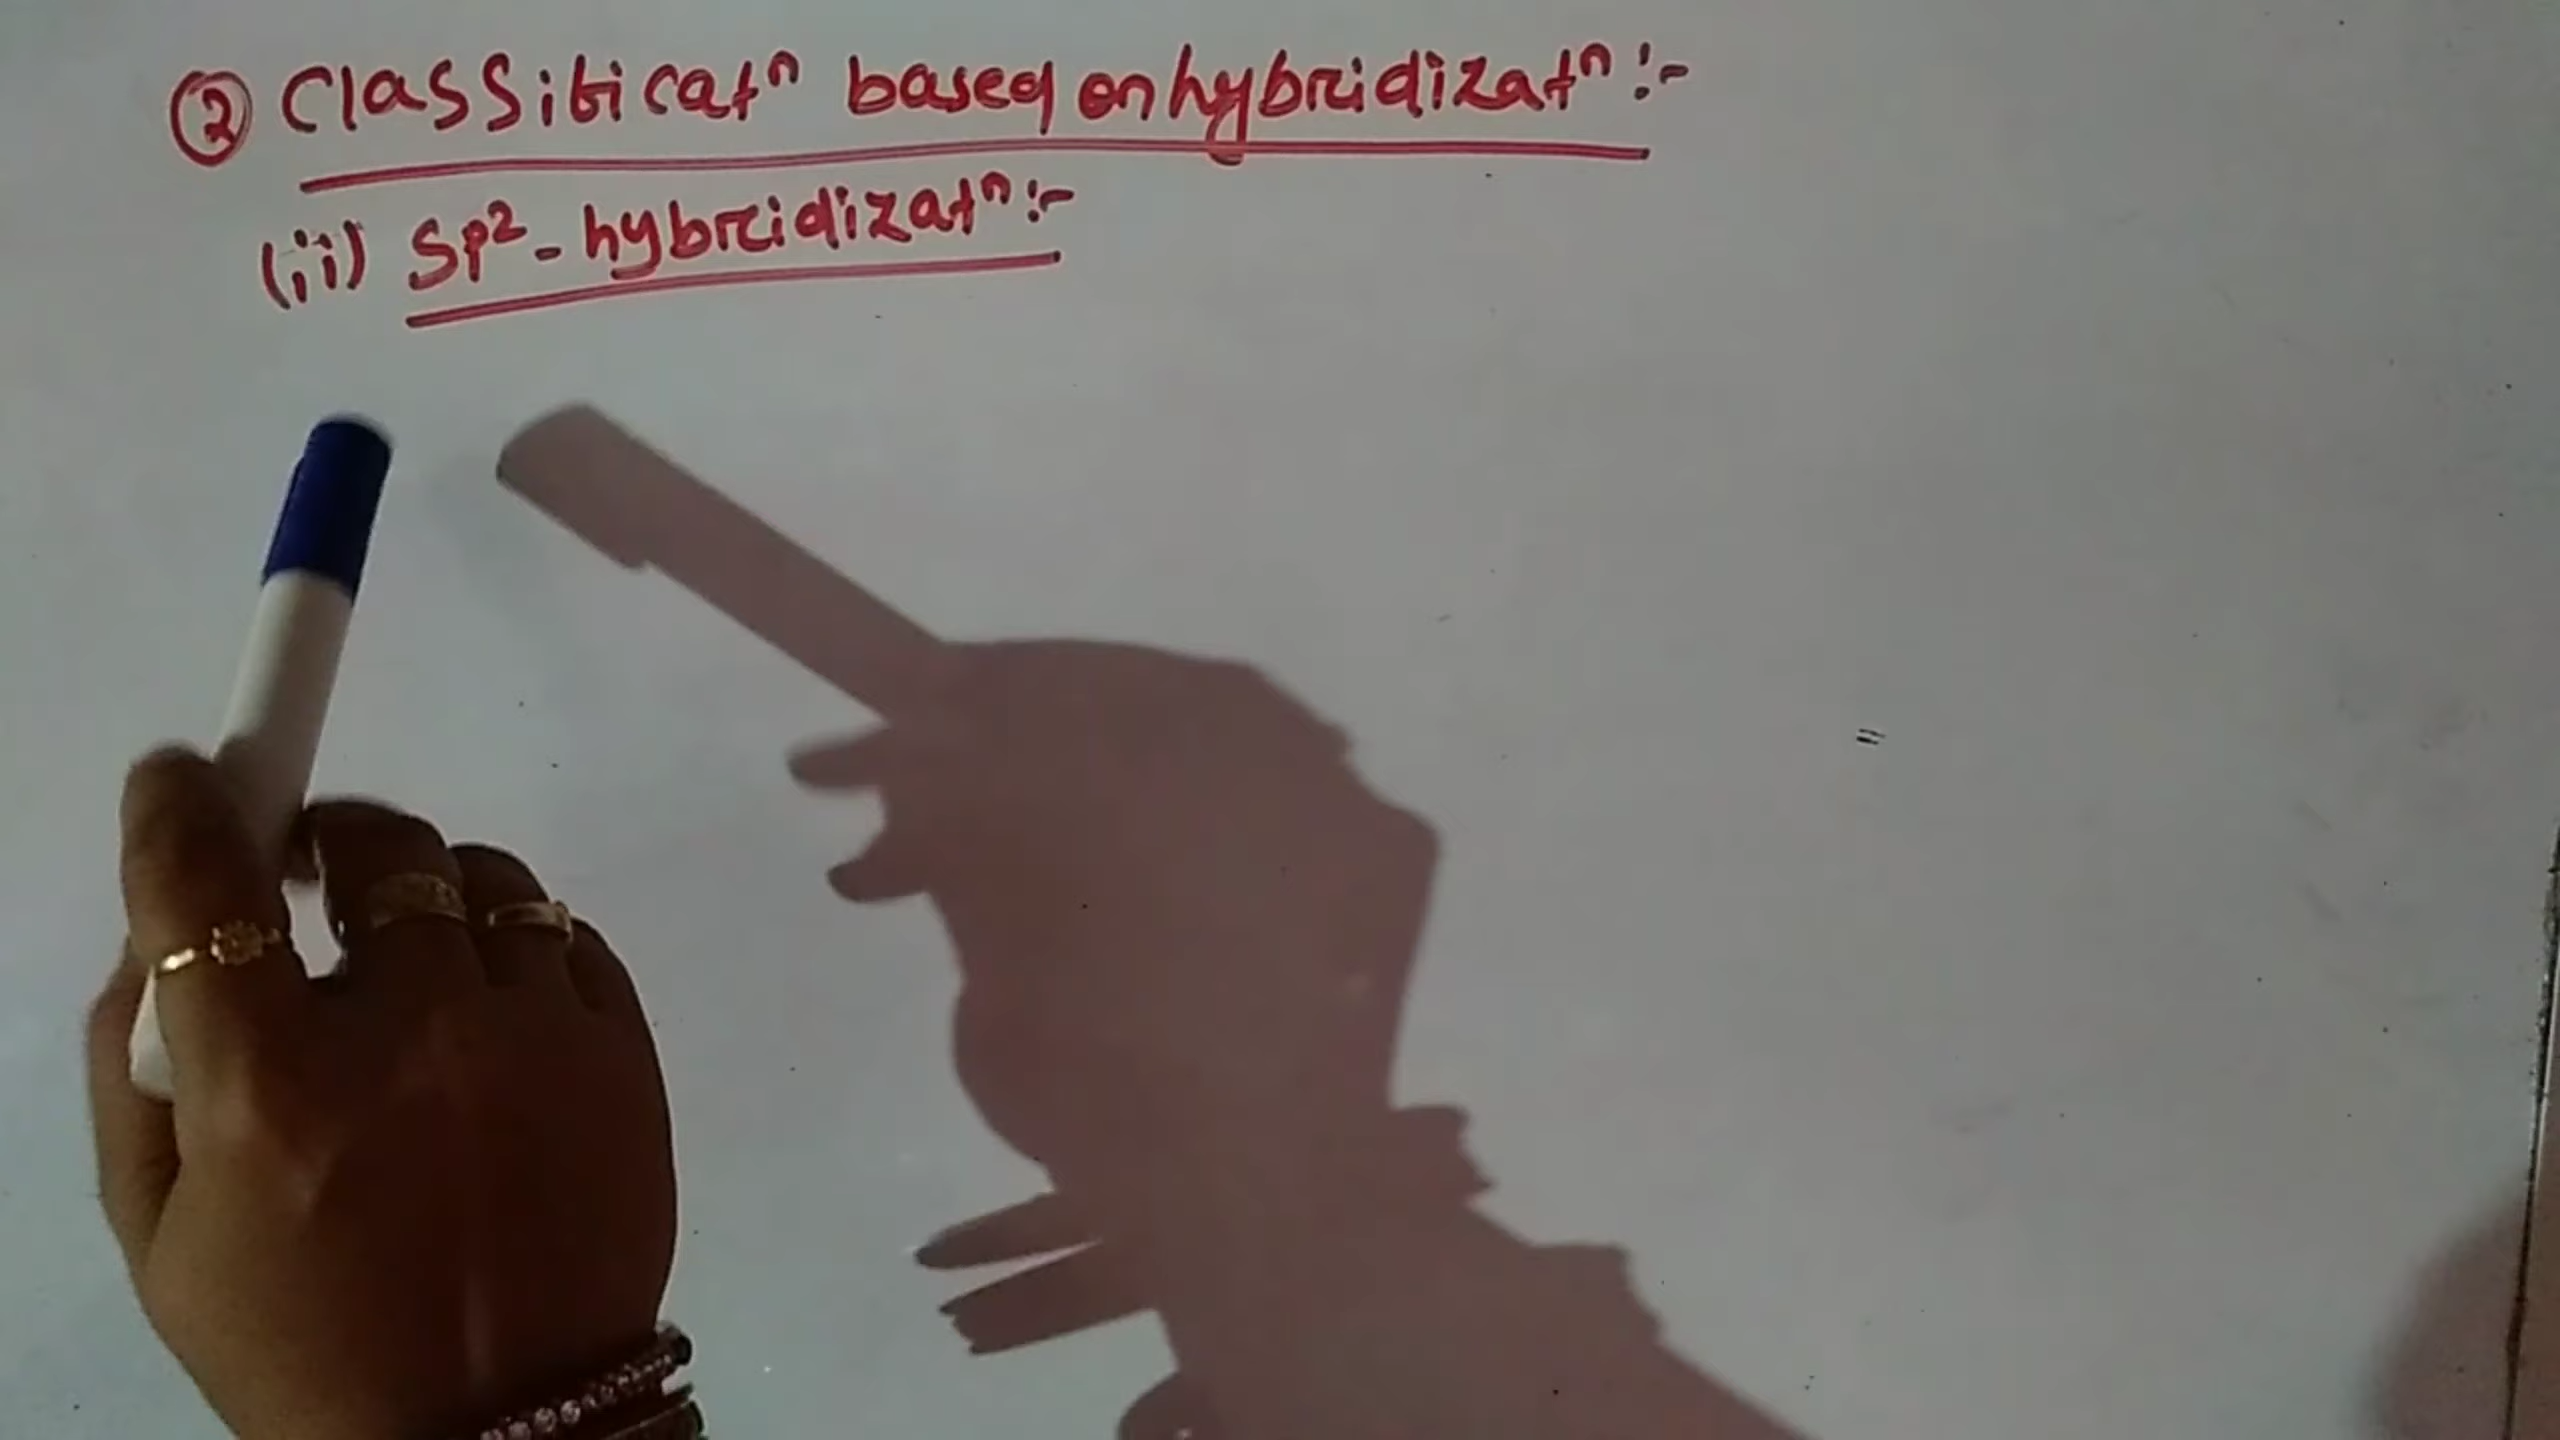 ② Classificatⁿ based on hybridizatⁿ :-
(ii) Sp²-hybridizatⁿ :-